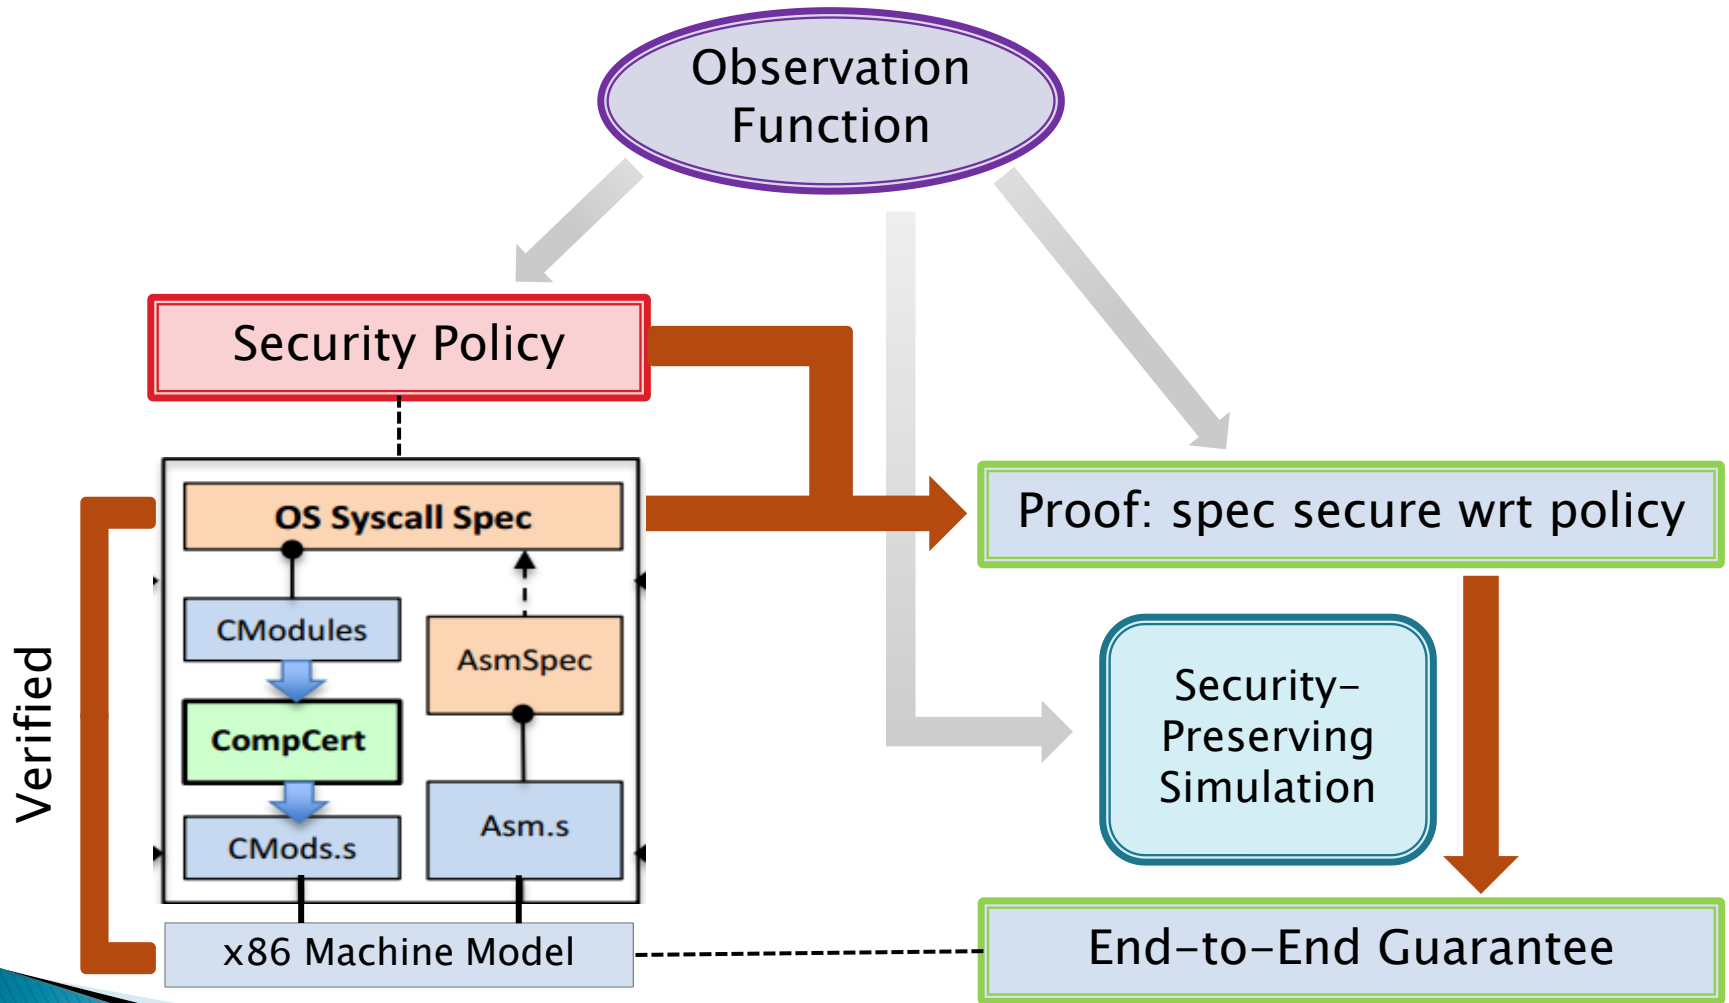 Observation
Function
Security Policy
OS Syscall Spec
Proof: spec secure wrt policy
CModules
AsmSpec
Security-
Preserving
Simulation
CompCert
Verified
Asm.s
CMods.s
x86 Machine Model
End-to-End Guarantee